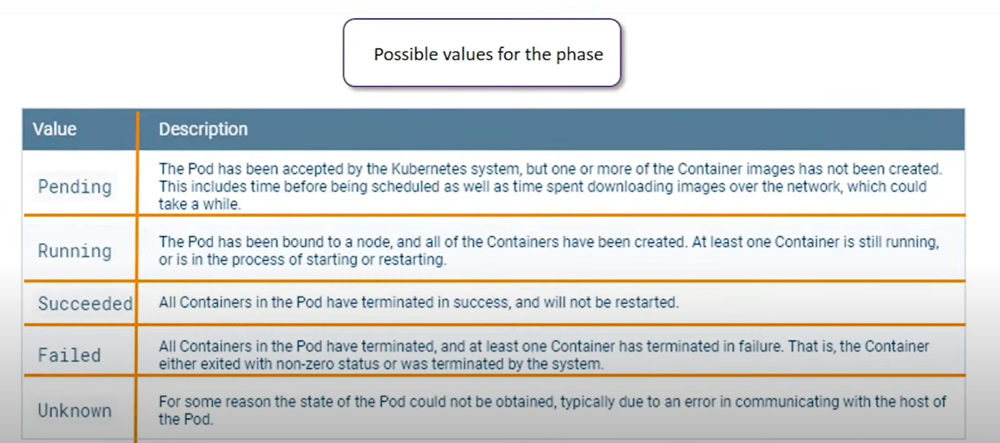 Possible values for the phase
Value Description
Pending
The Pod has been accepted by the Kubernetes system, but one or more of the Container images has not been created.
This includes time before being scheduled as well as time spent downloading images over the network, which could
take a while.
Running
The Pod has been bound to a node, and all of the Containers have been created. At least one Container is still running,
or is in the process of starting or restarting.
Succeeded
All Containers in the Pod have terminated in success, and will not be restarted.
Failed
All Containers in the Pod have terminated, and at least one Container has terminated in failure. That is, the Container
either exited with non-zero status or was terminated by the system.
Unknown
For some reason the state of the Pod could not be obtained, typically due to an error in communicating with the host of
the Pod.